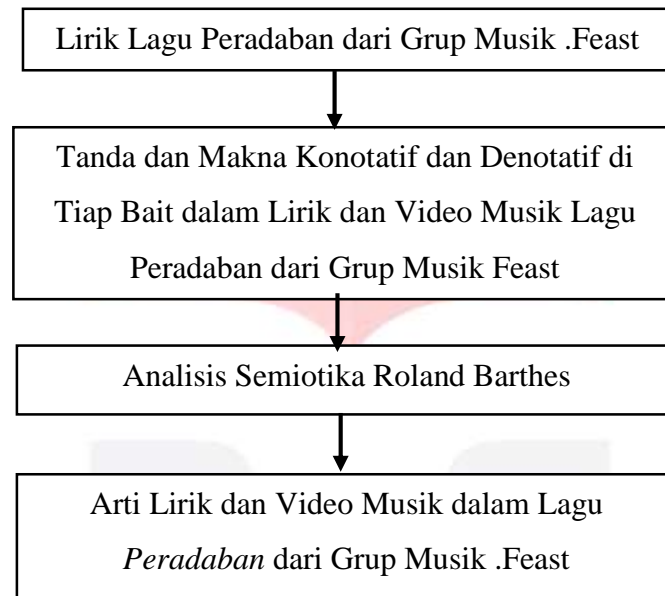 Lirik Lagu Peradaban dari Grup Musik .Feast
Tanda dan Makna Konotatif dan Denotatif di
Tiap Bait dalam Lirik dan Video Musik Lagu
Peradaban dari Grup Musik Feast
Analisis Semiotika Roland Barthes
Arti Lirik dan Video Musik dalam Lagu
Peradaban dari Grup Musik .Feast